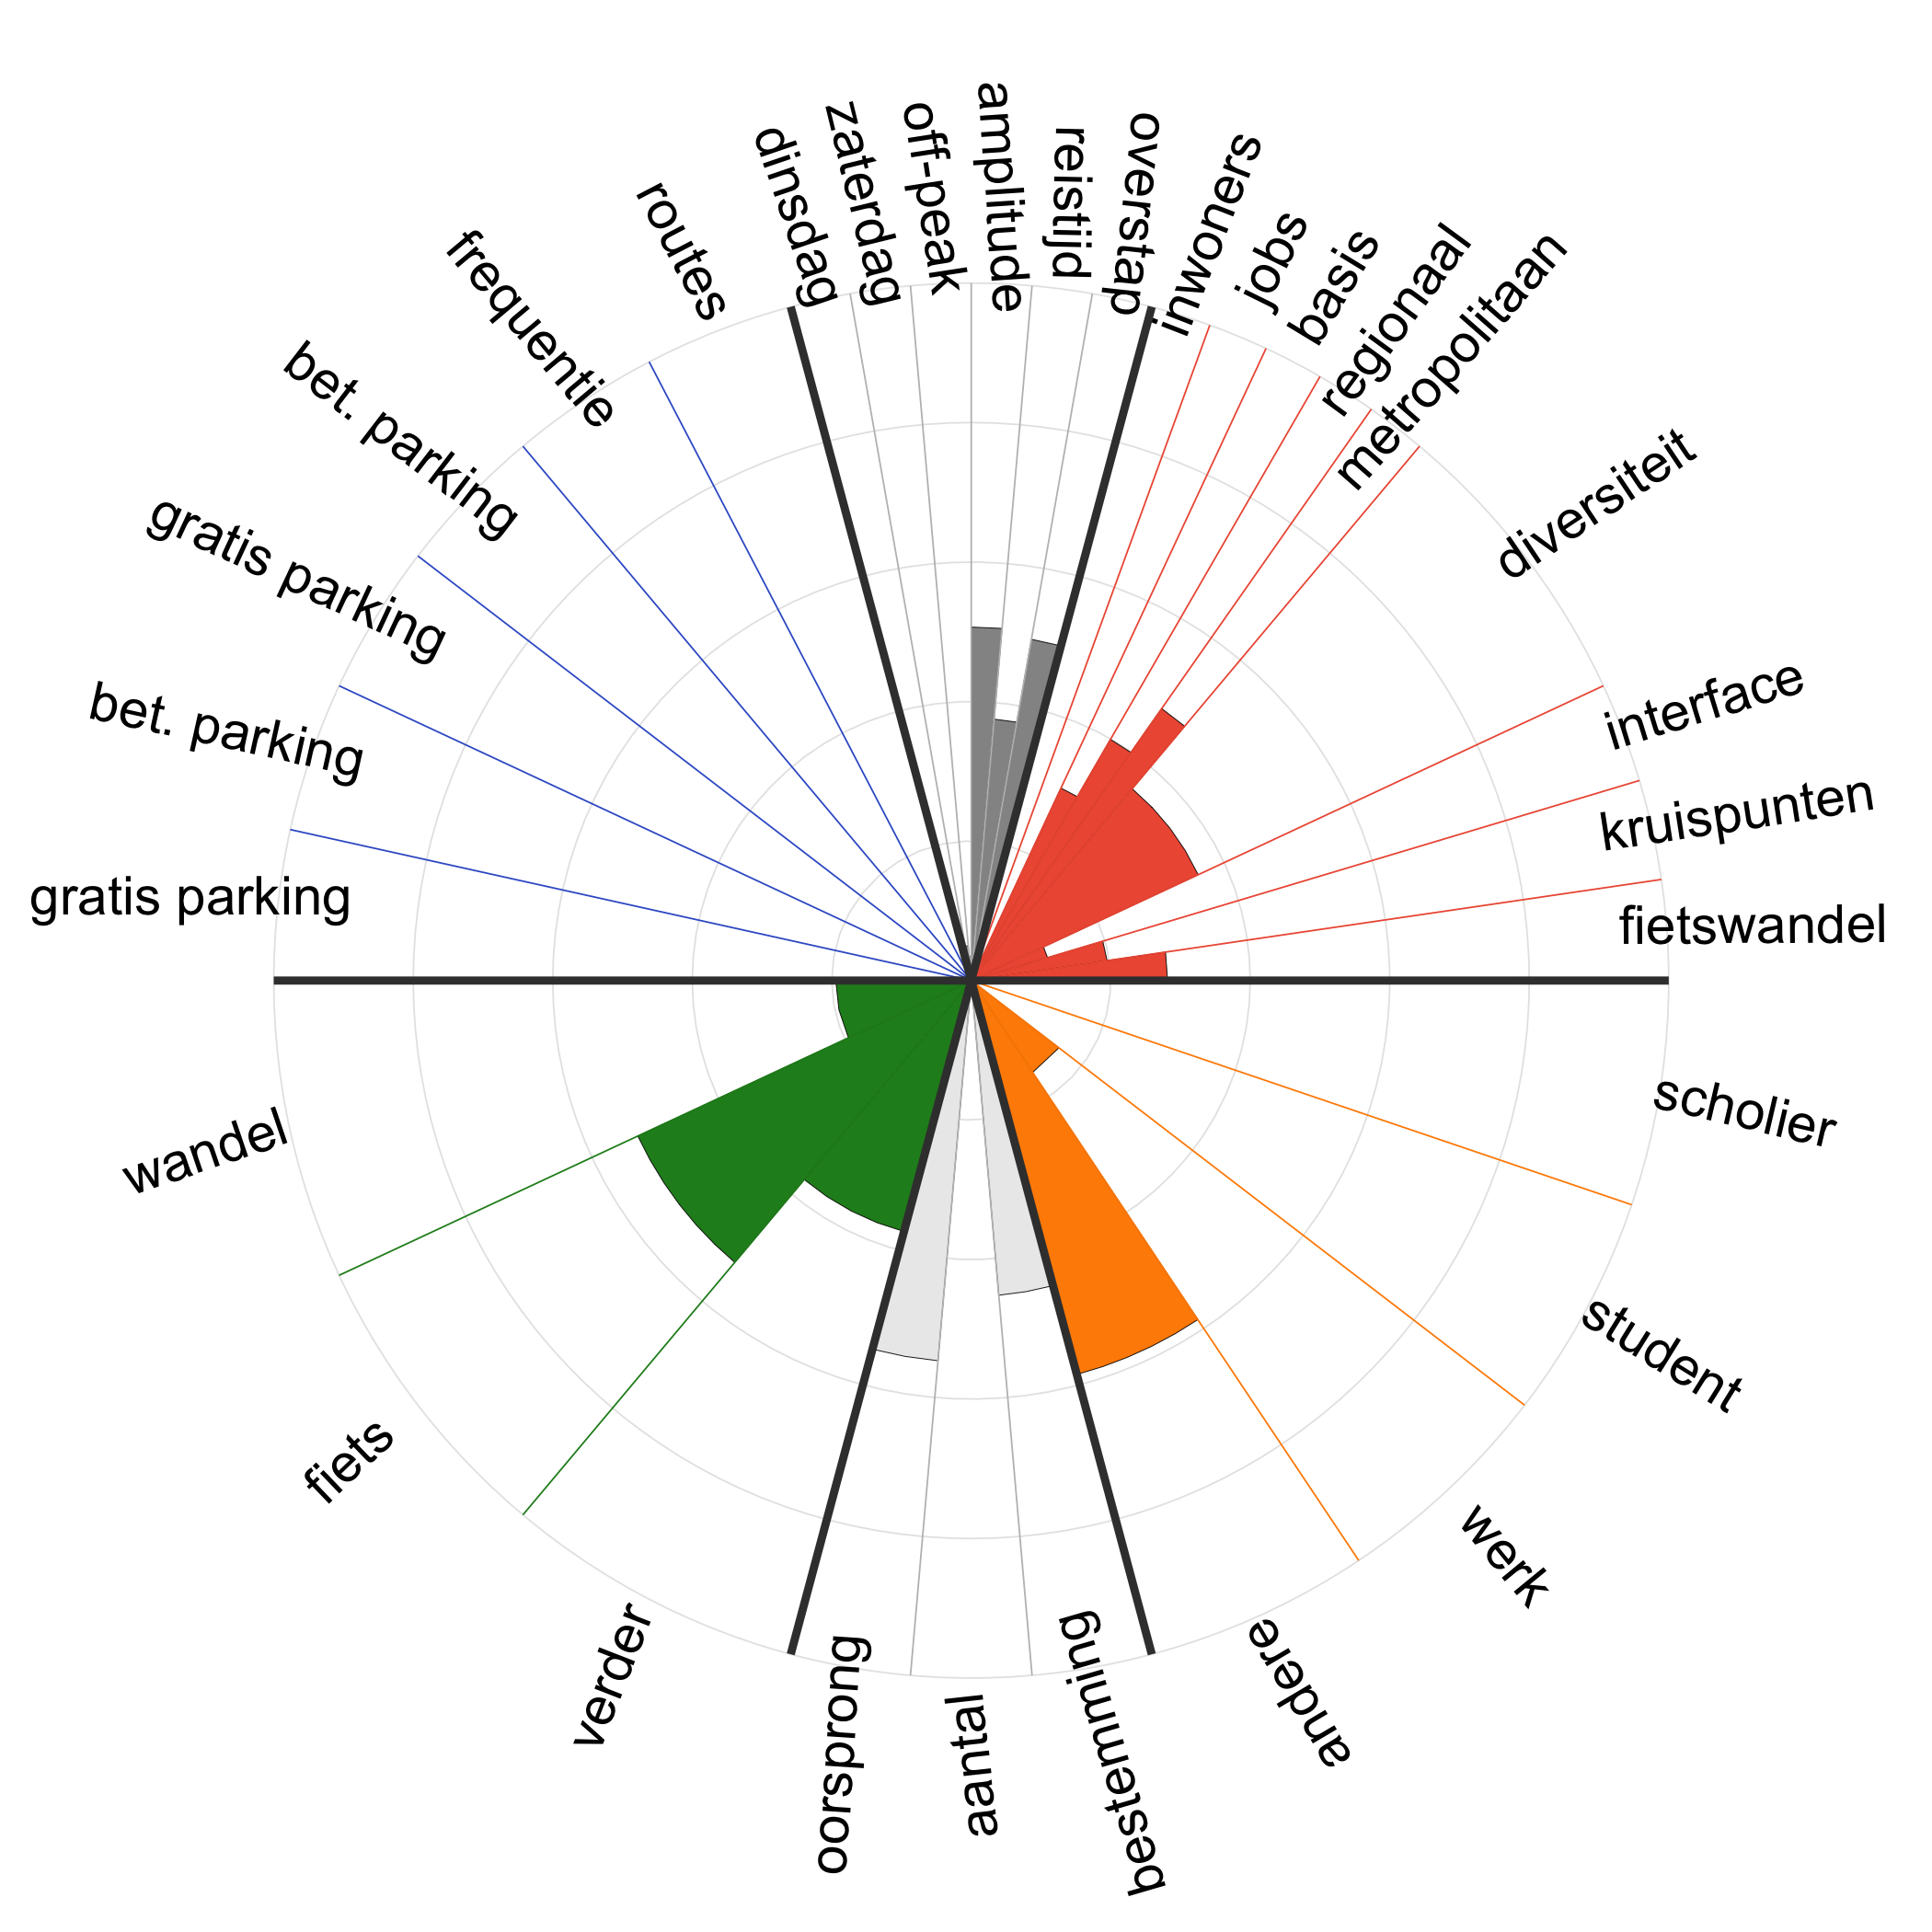 dinsdag
zaterdag
off-peak
amplitude
reistijd
overstap
inwoners
jobs
basis
regionaal
metropolitaan
diversiteit
interface
kruispunten
fietswandel
scholier
student
werk
andere
bestemming
aantal
oorsprong
verder
fiets
wandel
gratis parking
bet. parking
gratis parking
bet. parking
frequentie
routes